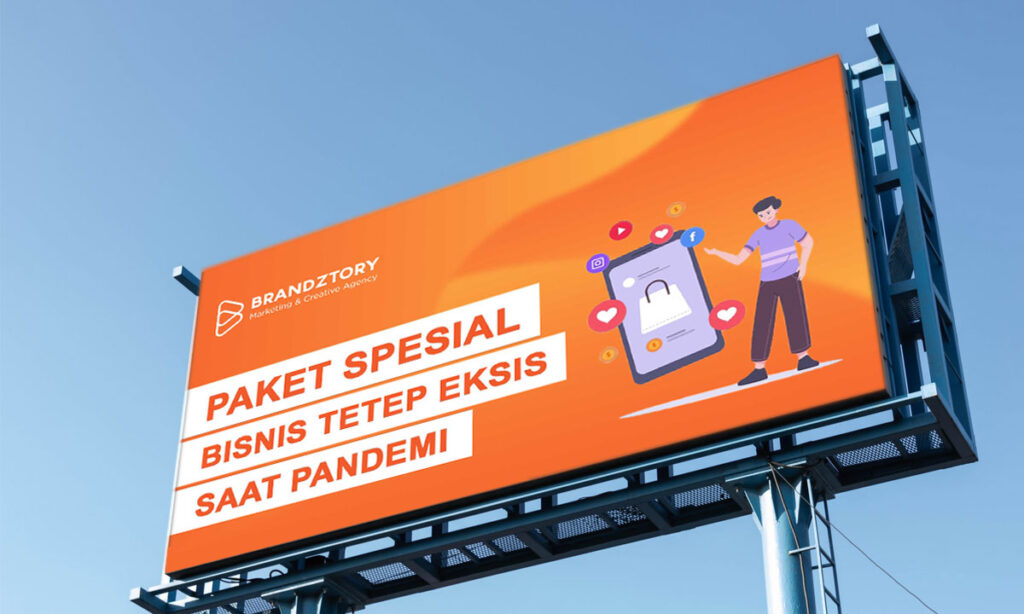 BRANDZTORY
Marketing & Creative Agency
PAKET SPESIAL
BISNIS TETEP EKSIS
SAAT PANDEMI